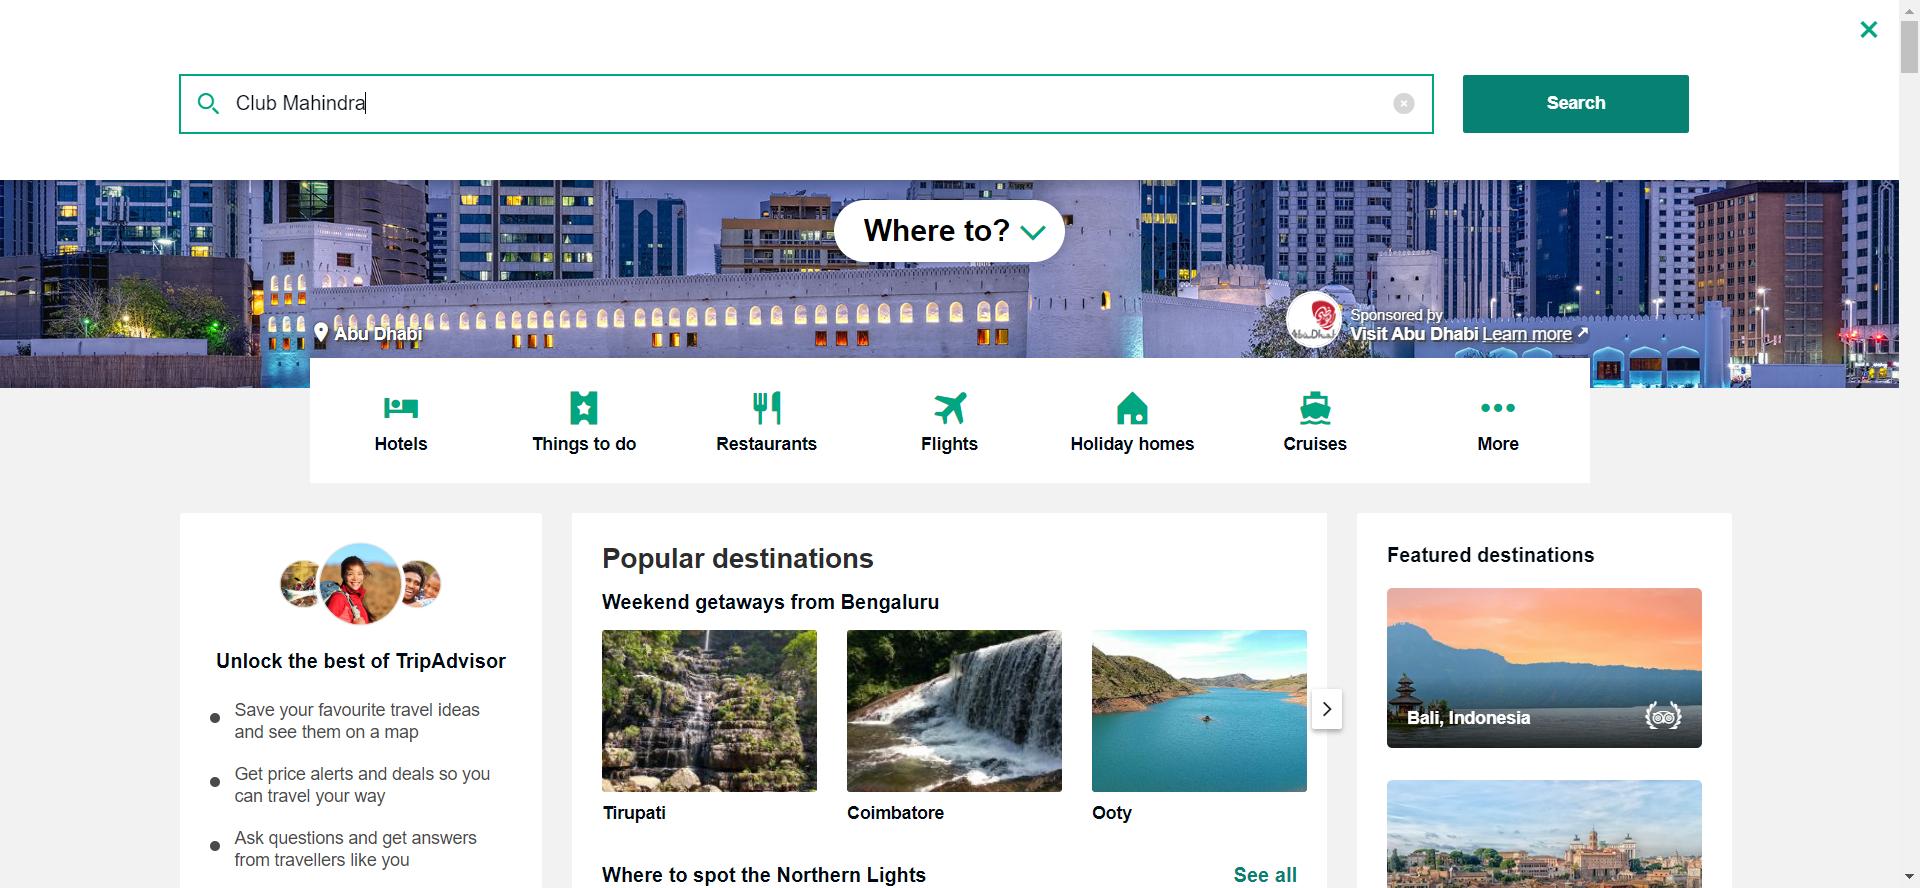 Club Mahindra
Search
Where to?
Abu Dhabi
Sponsored by
Visit Abu Dhabi Learn more
Hotels
Things to do
Restaurants
Flights
Holiday homes
Cruises
More
Unlock the best of TripAdvisor
Save your favourite travel ideas
and see them on a map
Get price alerts and deals so you
can travel your way
Ask questions and get answers
from travellers like you
Popular destinations
Weekend getaways from Bengaluru
Tirupati
Coimbatore
Ooty
Where to spot the Northern Lights
See all
Featured destinations
Bali, Indonesia